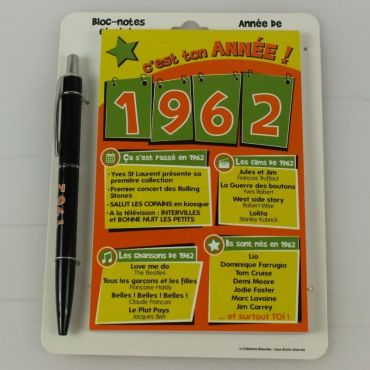 Bloc-notes
Année de
c'est ton ANNÉE !
1962
Ça s'est passé en 1962
- Yves St Laurent présente sa
première collection
- Premier concert des Rolling
Stones
- SALUT LES COPAINS en kiosque
- A la télévision : INTERVILLES
et BONNE NUIT LES PETITS
Les films de 1962
Jules et Jim
François Truffaut
La Guerre des boutons
Yves Robert
West side story
Robert Wise
Lolita
Stanley Kubrick
Les chansons de 1962
Love me do
The Beatles
Tous les garçons et les filles
Françoise Hardy
Belles ! Belles ! Belles !
Claude François
Le Plat Pays
Jacques Brel
Ils sont nés en 1962
Lio
Dominique Farrugia
Tom Cruise
Demi Moore
Jodie Foster
Marc Lavoine
Jim Carrey
... et surtout TOI !
1962